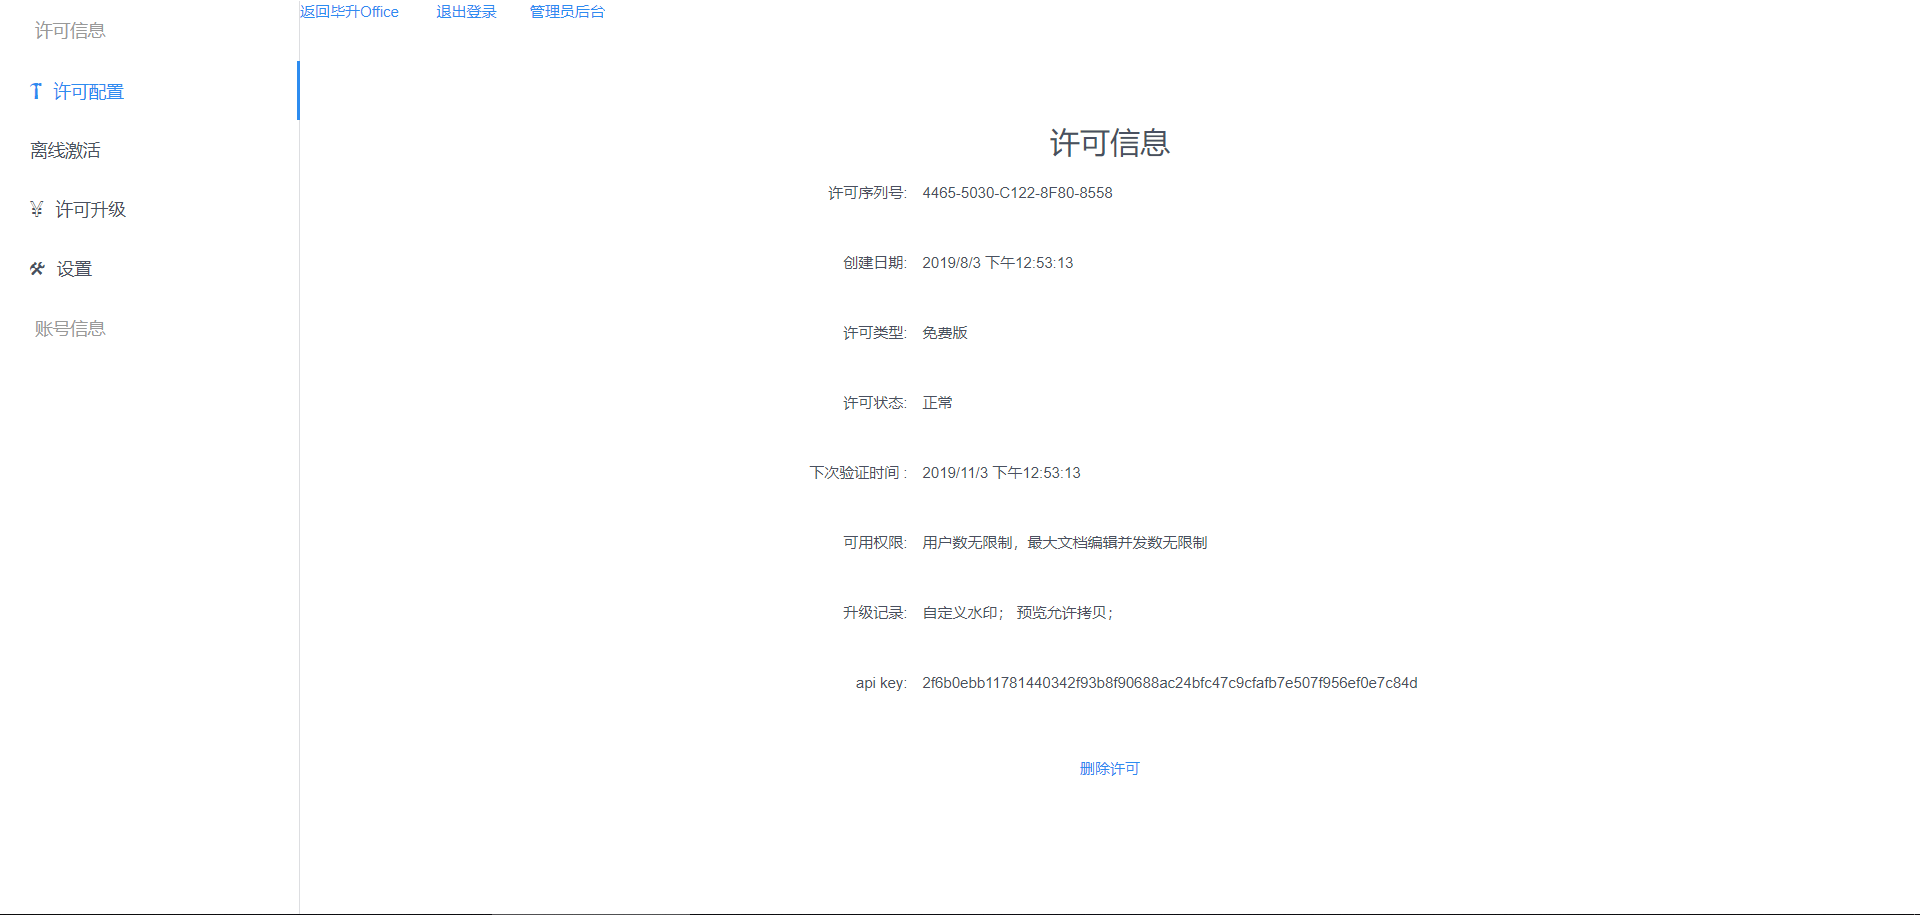 返回毕升Office 退出登录 管理员后台
许可信息
许可配置
离线激活
许可升级
设置
账号信息
许可信息
许可序列号: 4465-5030-C122-8F80-8558
创建日期: 2019/8/3 下午12:53:13
许可类型: 免费版
许可状态: 正常
下次验证时间 : 2019/11/3 下午12:53:13
可用权限: 用户数无限制，最大文档编辑并发数无限制
升级记录: 自定义水印； 预览允许拷贝；
api key: 2f6b0ebb11781440342f93b8f90688ac24bfc47c9cfafb7e507f956ef0e7c84d
删除许可